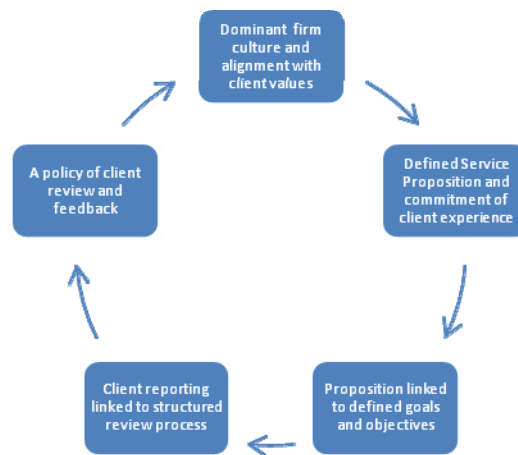 Dominant firm
culture and
alignment with
client values
Defined Service
Proposition and
commitment of
client experience
Proposition linked
to defined goals
and objectives
Client reporting
linked to structured
review process
A policy of client
review and
feedback